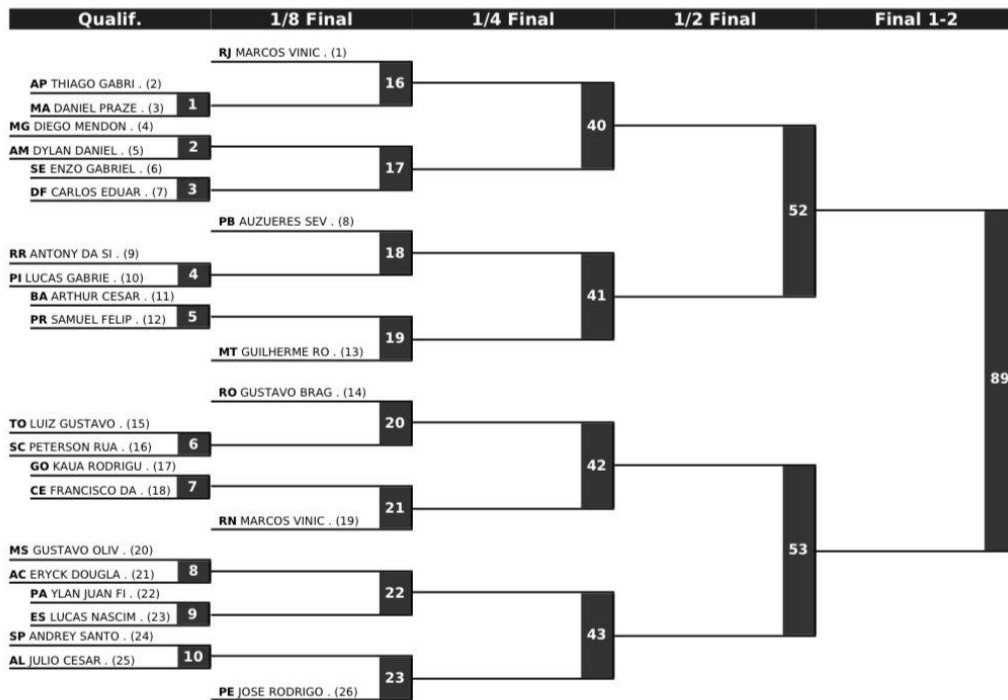 Qualif. 1/8 Final 1/4 Final 1/2 Final Final 1-2
RJ MARCOS VINIC . (1)
16
AP THIAGO GABRI . (2)
1
MA DANIEL PRAZE . (3)
40
MG DIEGO MENDON . (4)
2
AM DYLAN DANIEL . (5)
17
SE ENZO GABRIEL . (6)
3
DF CARLOS EDUAR . (7)
52
PB AUZUERES SEV . (8)
18
RR ANTONY DA SI . (9)
4
PI LUCAS GABRIE . (10)
41
BA ARTHUR CESAR . (11)
5
PR SAMUEL FELIP . (12)
19
MT GUILHERME RO . (13)
89
RO GUSTAVO BRAG . (14)
20
TO LUIZ GUSTAVO . (15)
6
SC PETERSON RUA . (16)
42
GO KAUA RODRIGU . (17)
7
CE FRANCISCO DA . (18)
21
RN MARCOS VINIC . (19)
53
MS GUSTAVO OLIV . (20)
8
AC ERYCK DOUGLA . (21)
22
PA YLAN JUAN FI . (22)
9
ES LUCAS NASCIM . (23)
43
SP ANDREY SANTO . (24)
10
AL JULIO CESAR . (25)
23
PE JOSE RODRIGO . (26)